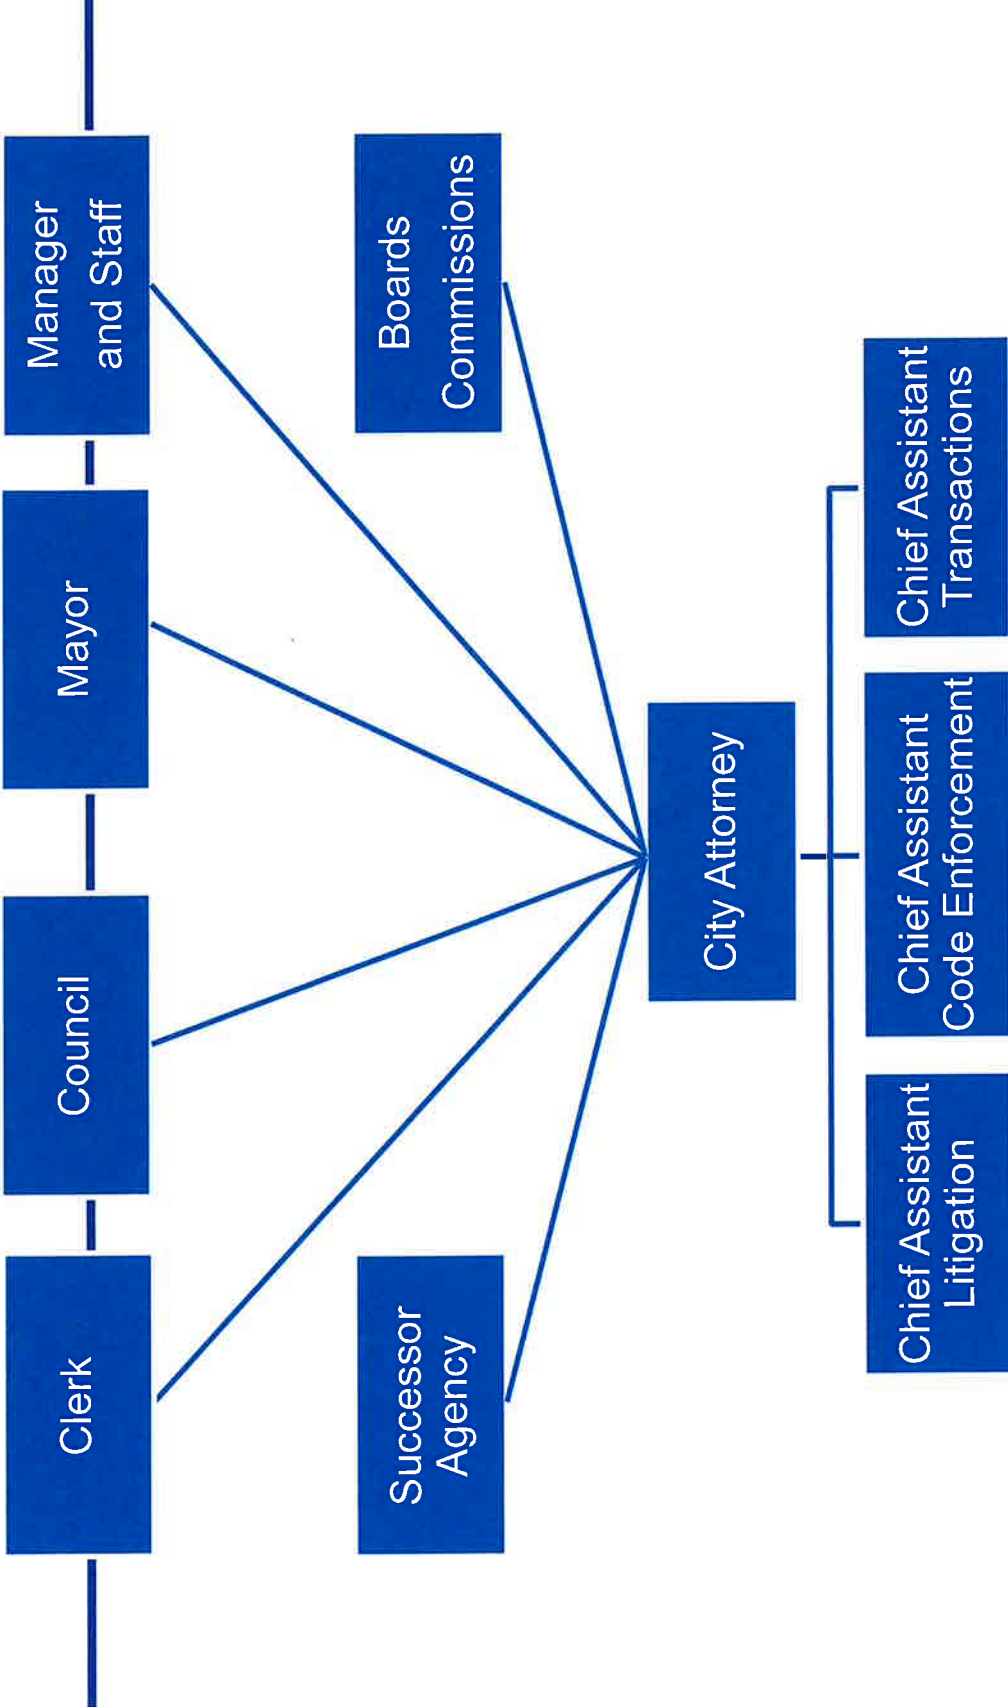 Clerk
Council
Mayor
Manager
and Staff
Successor
Agency
Boards
Commissions
City Attorney
Chief Assistant
Litigation
Chief Assistant
Code Enforcement
Chief Assistant
Transactions